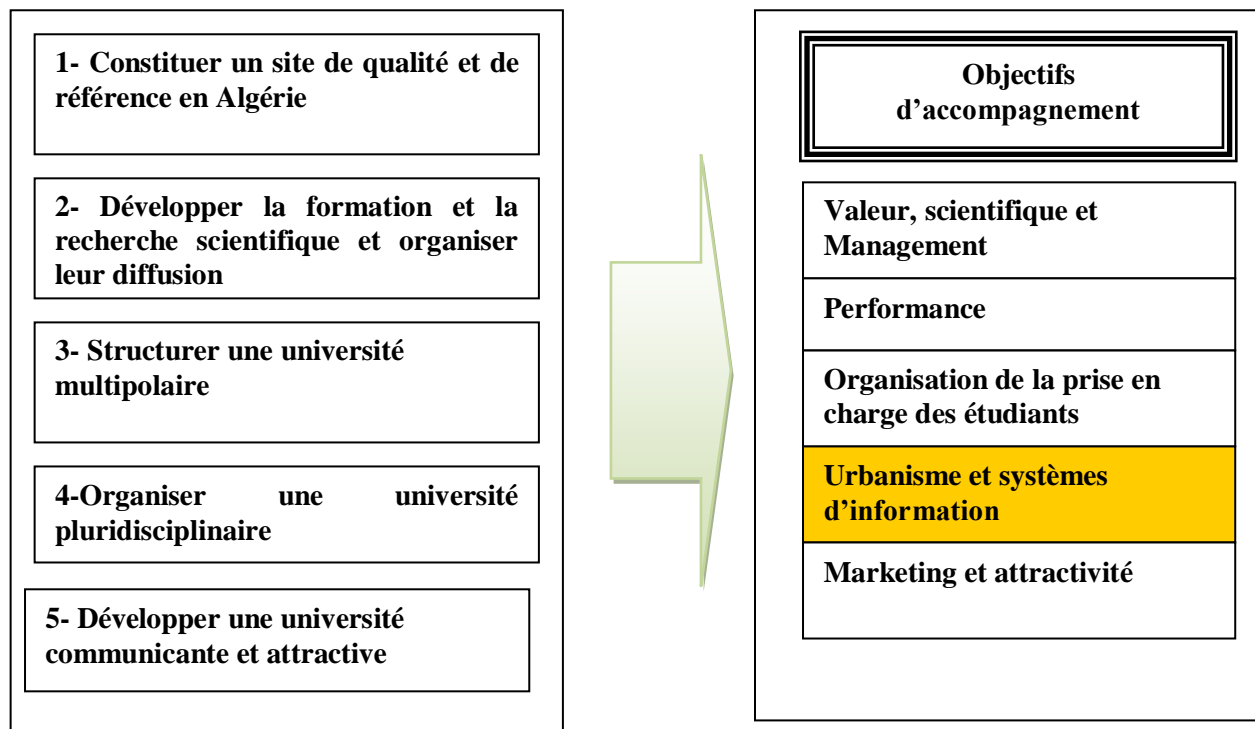 1- Constituer un site de qualité et de
référence en Algérie
2- Développer la formation et la
recherche scientifique et organiser
leur diffusion
3- Structurer une université
multipolaire
4-Organiser une université
pluridisciplinaire
5- Développer une université
communicante et attractive
Objectifs
d’accompagnement
Valeur, scientifique et
Management
Performance
Organisation de la prise en
charge des étudiants
Urbanisme et systèmes
d’information
Marketing et attractivité